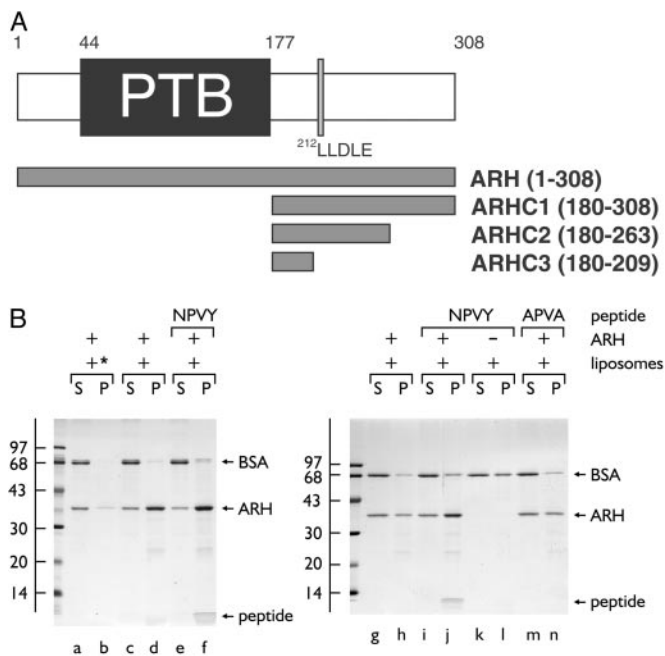 A
1 44 177 308
PTB
212LLDLE
ARH (1-308)
ARHC1 (180-308)
ARHC2 (180-263)
ARHC3 (180-209)
B
NPVY
+ + +
+* + +
S P S P S P
97
68
43
30
20
14
BSA
ARH
peptide
a b c d e f
NPVY APVA peptide
+ + – + ARH
+ + + + liposomes
S P S P S P S P
97
68
43
30
20
14
BSA
ARH
peptide
g h i j k l m n